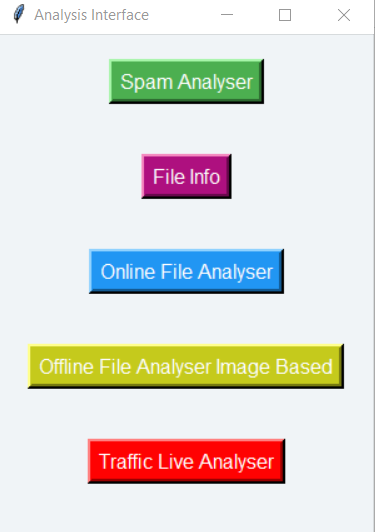 Analysis Interface
Spam Analyser
File Info
Online File Analyser
Offline File Analyser Image Based
Traffic Live Analyser